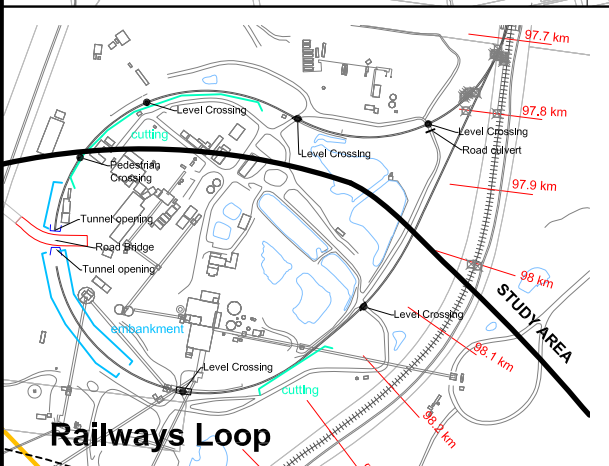 97.7 km
Level Crossing
97.8 km
cutting
Level Crossing
Level Crossing
Road culvert
Pedestrian
Crossing
97.9 km
Tunnel opening
Road Bridge
Tunnel opening
98 km
STUDY AREA
Level Crossing
embankment
98.1 km
Level Crossing
cutting
98.2 km
Railways Loop